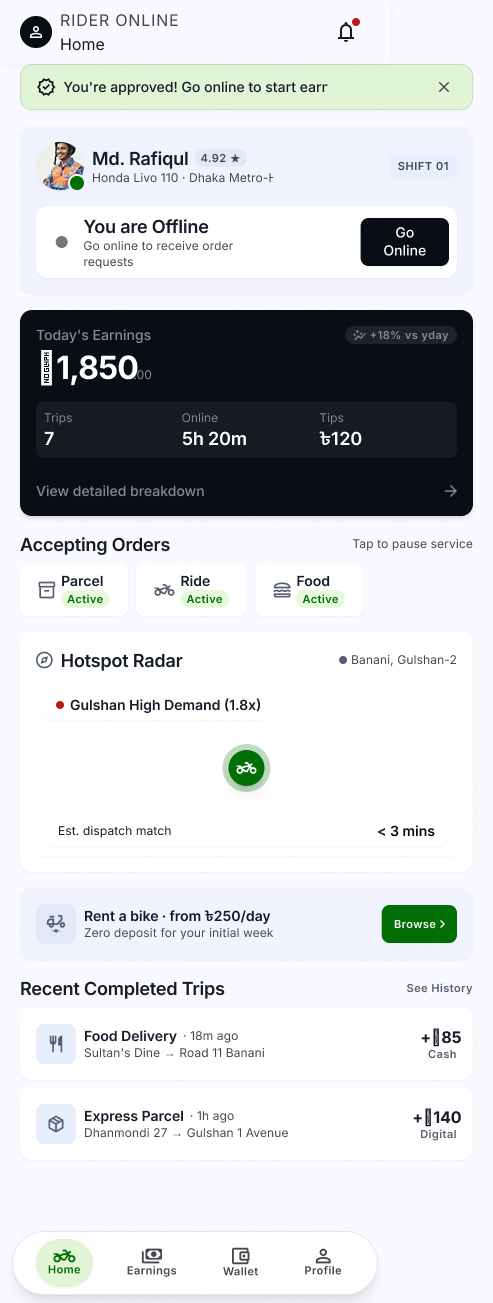 RIDER ONLINE
Home
You're approved! Go online to start earr
Md. Rafiqul 4.92 ★
Honda Livo 110 · Dhaka Metro-H
SHIFT 01
You are Offline
Go online to receive order
requests
Go
Online
Today's Earnings
+18% vs yday
1,850.00
Trips
Online
Tips
7
5h 20m
৳120
View detailed breakdown →
Accepting Orders
Tap to pause service
Parcel
Active
Ride
Active
Food
Active
Hotspot Radar
Banani, Gulshan-2
Gulshan High Demand (1.8x)
Est. dispatch match
< 3 mins
Rent a bike · from ৳250/day
Zero deposit for your initial week
Browse >
Recent Completed Trips
See History
Food Delivery · 18m ago
Sultan's Dine → Road 11 Banani
+85
Cash
Express Parcel · 1h ago
Dhanmondi 27 → Gulshan 1 Avenue
+140
Digital
Home
Earnings
Wallet
Profile